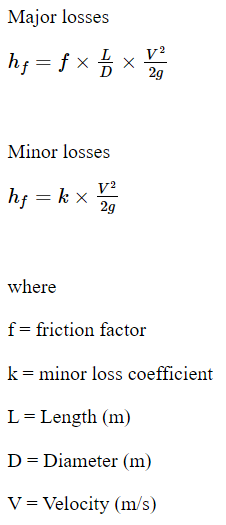 Major losses
h_f = f × L/D × V²/2g
Minor losses
h_f = k × V²/2g
where
f = friction factor
k = minor loss coefficient
L = Length (m)
D = Diameter (m)
V = Velocity (m/s)